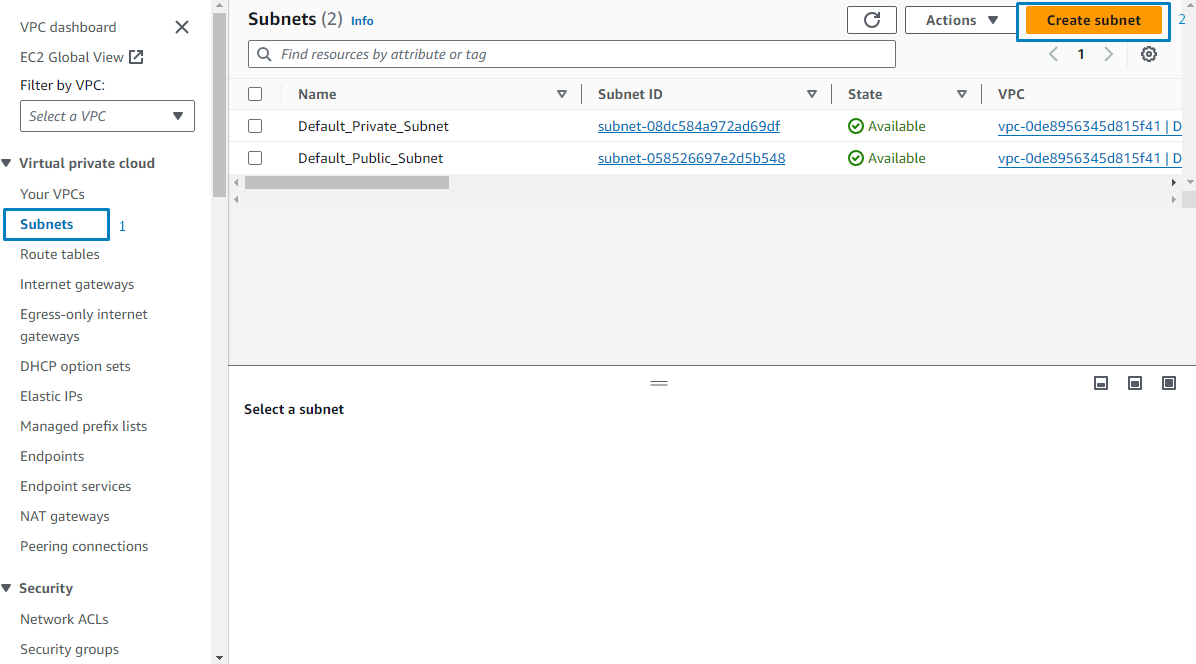 VPC dashboard
EC2 Global View
Filter by VPC:
Select a VPC
Virtual private cloud
Your VPCs
Subnets 1
Route tables
Internet gateways
Egress-only internet
gateways
DHCP option sets
Elastic IPs
Managed prefix lists
Endpoints
Endpoint services
NAT gateways
Peering connections
Security
Network ACLs
Security groups
Subnets (2) Info
Actions
Create subnet 2
Find resources by attribute or tag
1
Name Subnet ID State VPC
Default_Private_Subnet subnet-08dc584a972ad69df Available vpc-0de8956345d815f41 | D
Default_Public_Subnet subnet-058526697e2d5b548 Available vpc-0de8956345d815f41 | D
Select a subnet